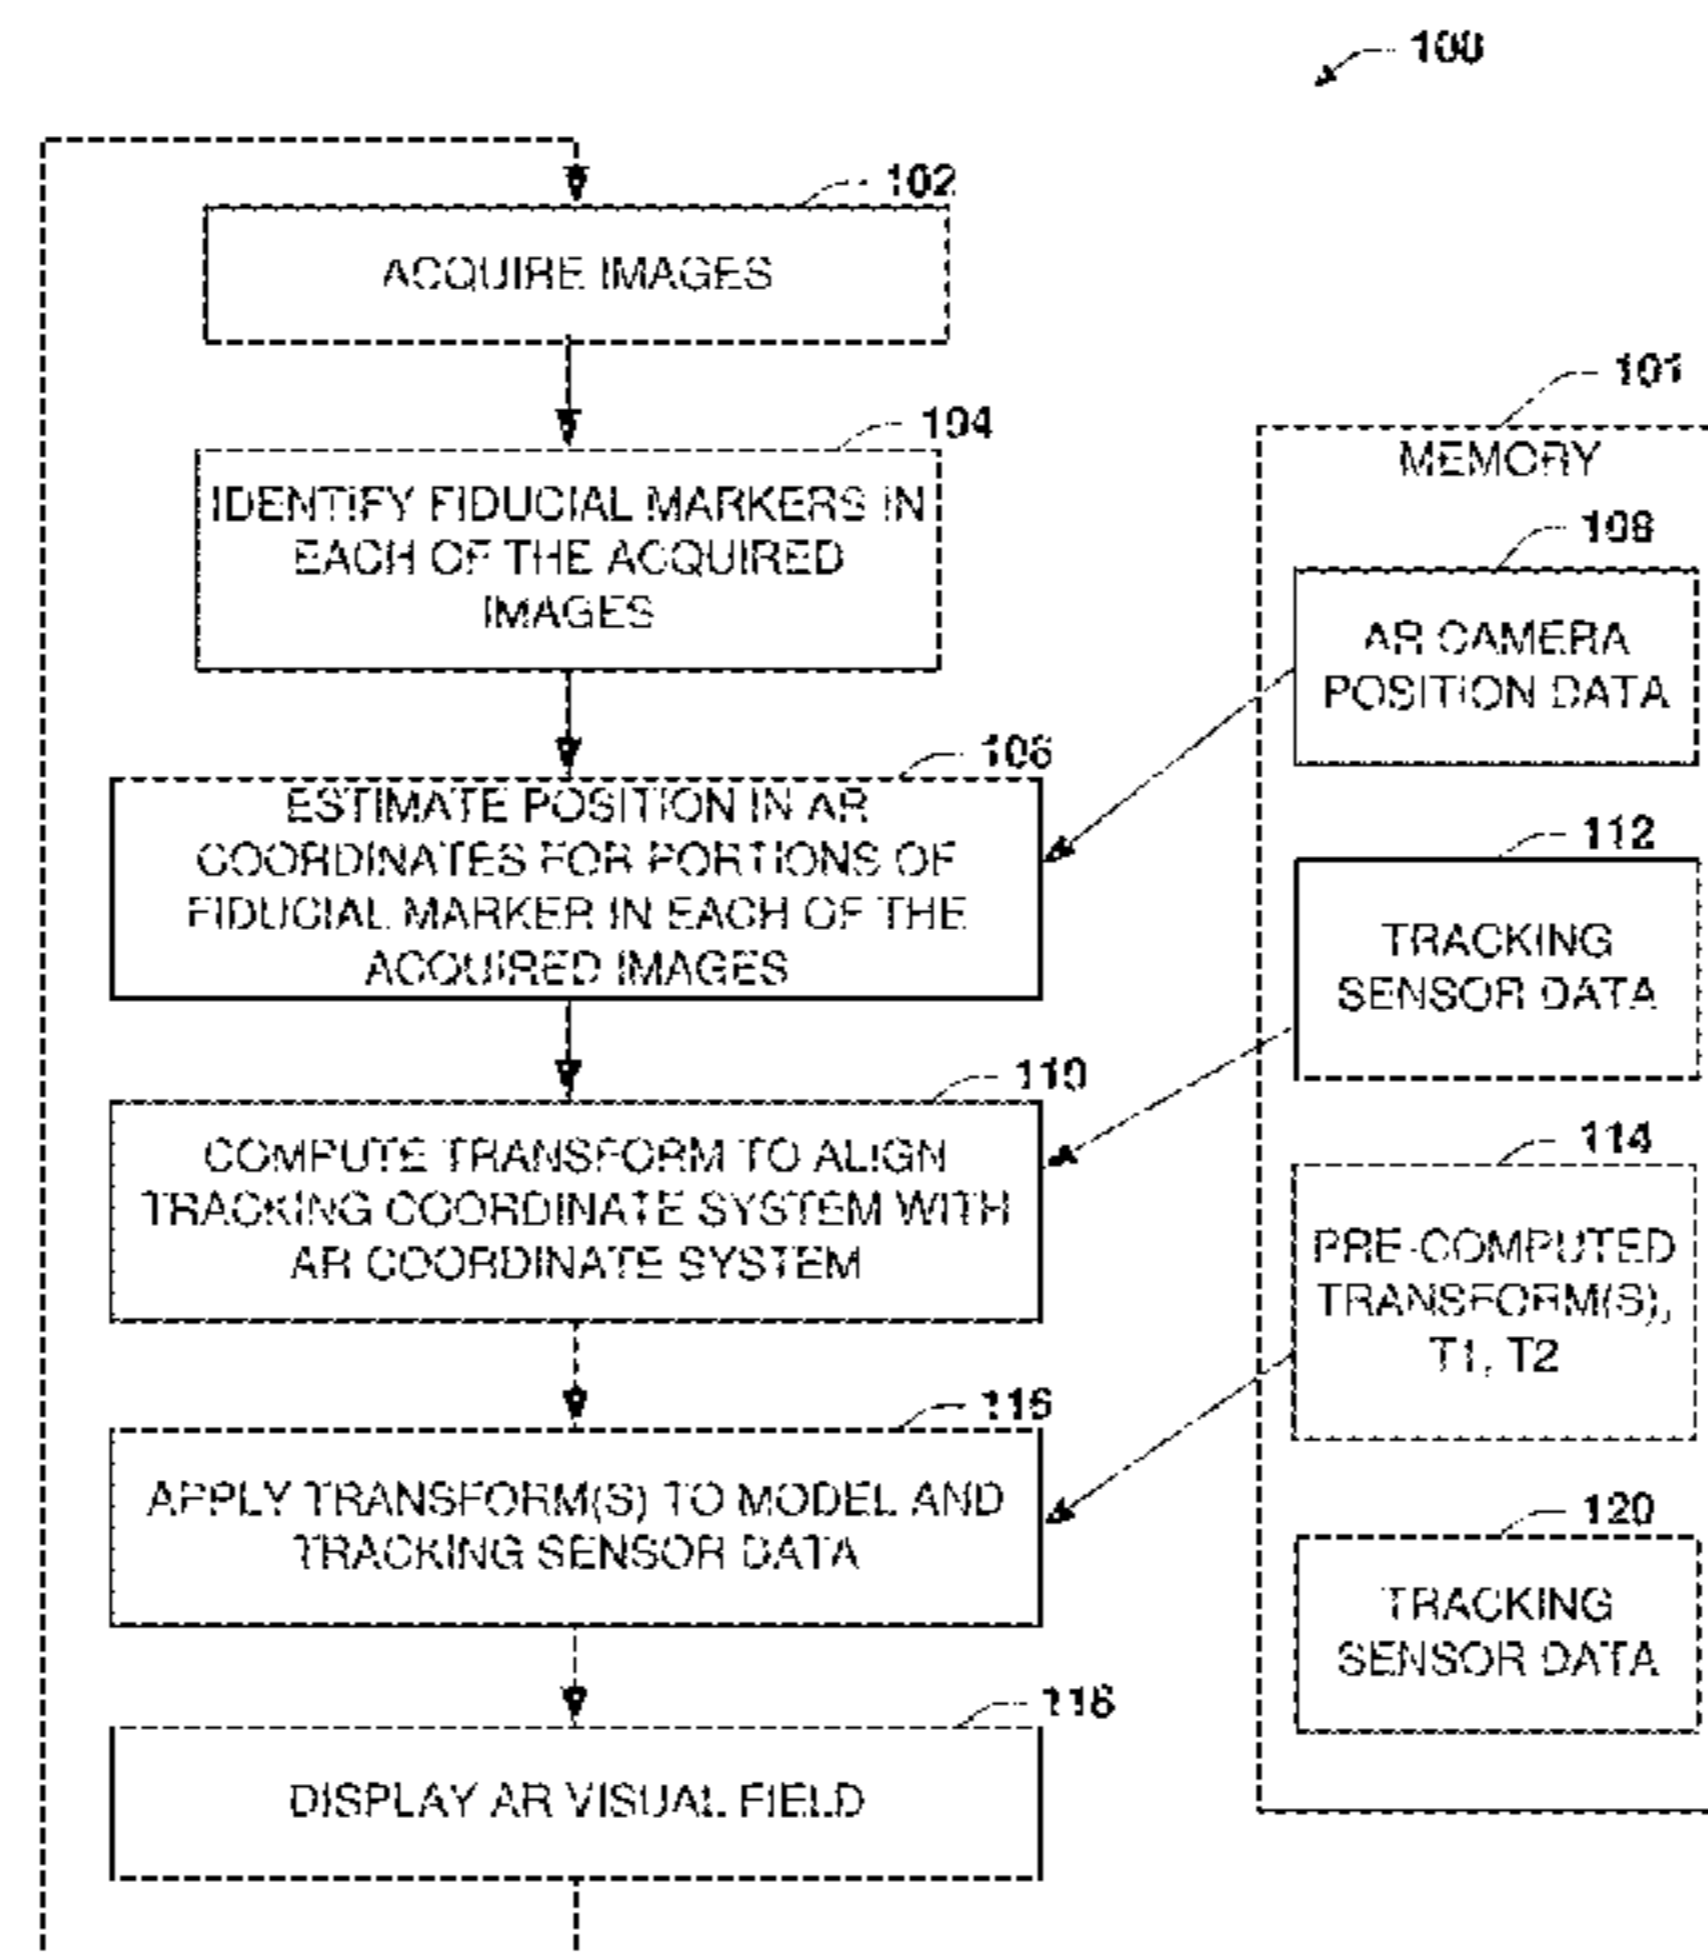 100
102
ACQUIRE IMAGES
104
IDENTIFY FIDUCIAL MARKERS IN
EACH OF THE ACQUIRED
IMAGES
106
ESTIMATE POSITION IN AR
COORDINATES FOR PORTIONS OF
FIDUCIAL MARKER IN EACH OF THE
ACQUIRED IMAGES
110
COMPUTE TRANSFORM TO ALIGN
TRACKING COORDINATE SYSTEM WITH
AR COORDINATE SYSTEM
116
APPLY TRANSFORM(S) TO MODEL AND
TRACKING SENSOR DATA
118
DISPLAY AR VISUAL FIELD
101
MEMORY
108
AR CAMERA
POSITION DATA
112
TRACKING
SENSOR DATA
114
PRE-COMPUTED
TRANSFORM(S),
T1, T2
120
TRACKING
SENSOR DATA